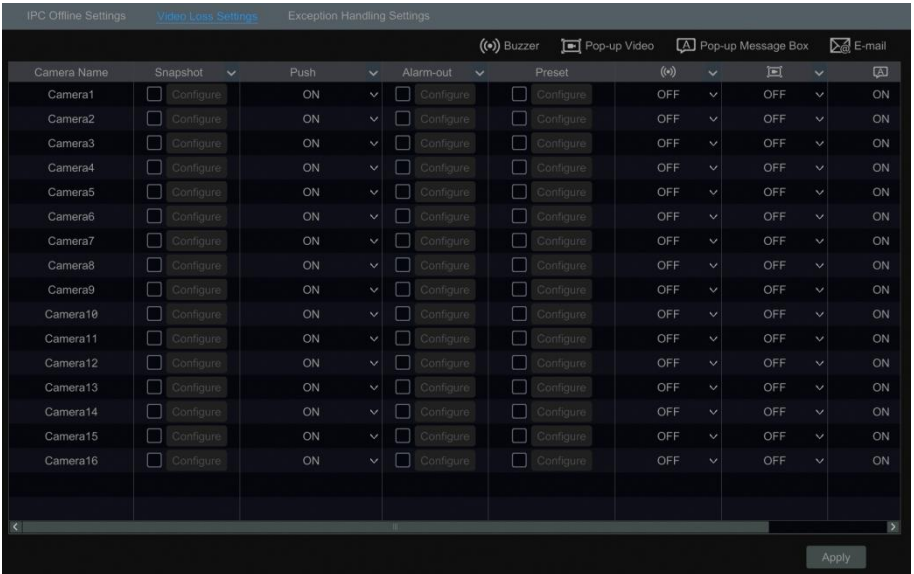 IPC Offline Settings Video Loss Settings Exception Handling Settings
Buzzer Pop-up Video Pop-up Message Box E-mail
Camera Name Snapshot Push Alarm-out Preset
Camera1 Configure ON Configure Configure OFF OFF ON
Camera2 Configure ON Configure Configure OFF OFF ON
Camera3 Configure ON Configure Configure OFF OFF ON
Camera4 Configure ON Configure Configure OFF OFF ON
Camera5 Configure ON Configure Configure OFF OFF ON
Camera6 Configure ON Configure Configure OFF OFF ON
Camera7 Configure ON Configure Configure OFF OFF ON
Camera8 Configure ON Configure Configure OFF OFF ON
Camera9 Configure ON Configure Configure OFF OFF ON
Camera10 Configure ON Configure Configure OFF OFF ON
Camera11 Configure ON Configure Configure OFF OFF ON
Camera12 Configure ON Configure Configure OFF OFF ON
Camera13 Configure ON Configure Configure OFF OFF ON
Camera14 Configure ON Configure Configure OFF OFF ON
Camera15 Configure ON Configure Configure OFF OFF ON
Camera16 Configure ON Configure Configure OFF OFF ON
Apply